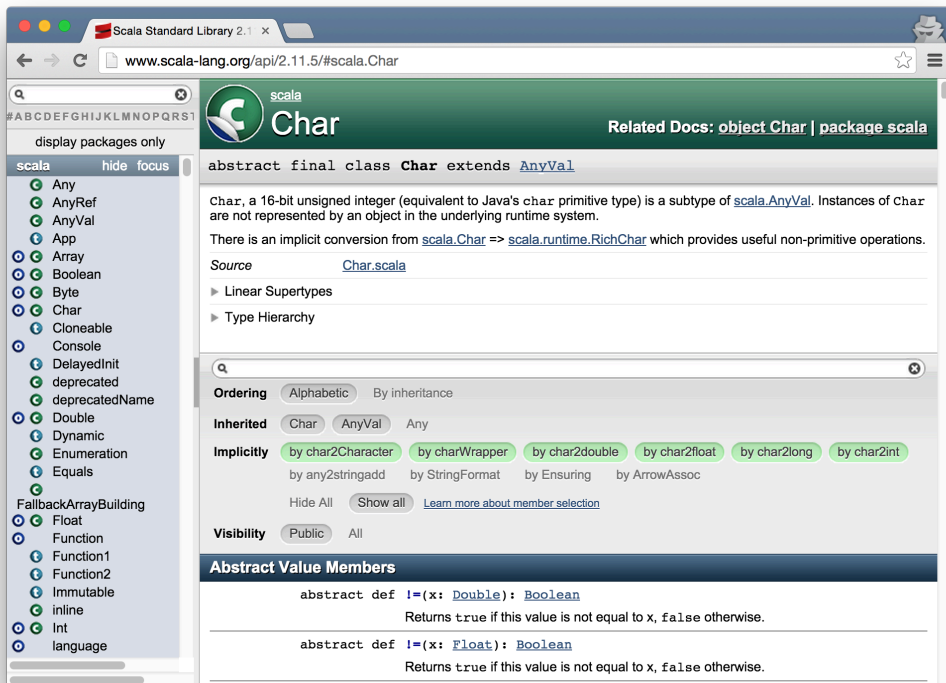 Scala Standard Library 2.1
www.scala-lang.org/api/2.11.5/#scala.Char
#ABCDEFGHIJKLMNOPQRST
display packages only
scala hide focus
Any
AnyRef
AnyVal
App
Array
Boolean
Byte
Char
Cloneable
Console
DelayedInit
deprecated
deprecatedName
Double
Dynamic
Enumeration
Equals
FallbackArrayBuilding
Float
Function
Function1
Function2
Immutable
inline
Int
language
scala
Char
Related Docs: object Char | package scala
abstract final class Char extends AnyVal
Char, a 16-bit unsigned integer (equivalent to Java's char primitive type) is a subtype of scala.AnyVal. Instances of Char
are not represented by an object in the underlying runtime system.
There is an implicit conversion from scala.Char => scala.runtime.RichChar which provides useful non-primitive operations.
Source Char.scala
Linear Supertypes
Type Hierarchy
Ordering Alphabetic By inheritance
Inherited Char AnyVal Any
Implicitly by char2Character by charWrapper by char2double by char2float by char2long by char2int
by any2stringadd by StringFormat by Ensuring by ArrowAssoc
Hide All Show all Learn more about member selection
Visibility Public All
Abstract Value Members
abstract def !=(x: Double): Boolean
Returns true if this value is not equal to x, false otherwise.
abstract def !=(x: Float): Boolean
Returns true if this value is not equal to x, false otherwise.